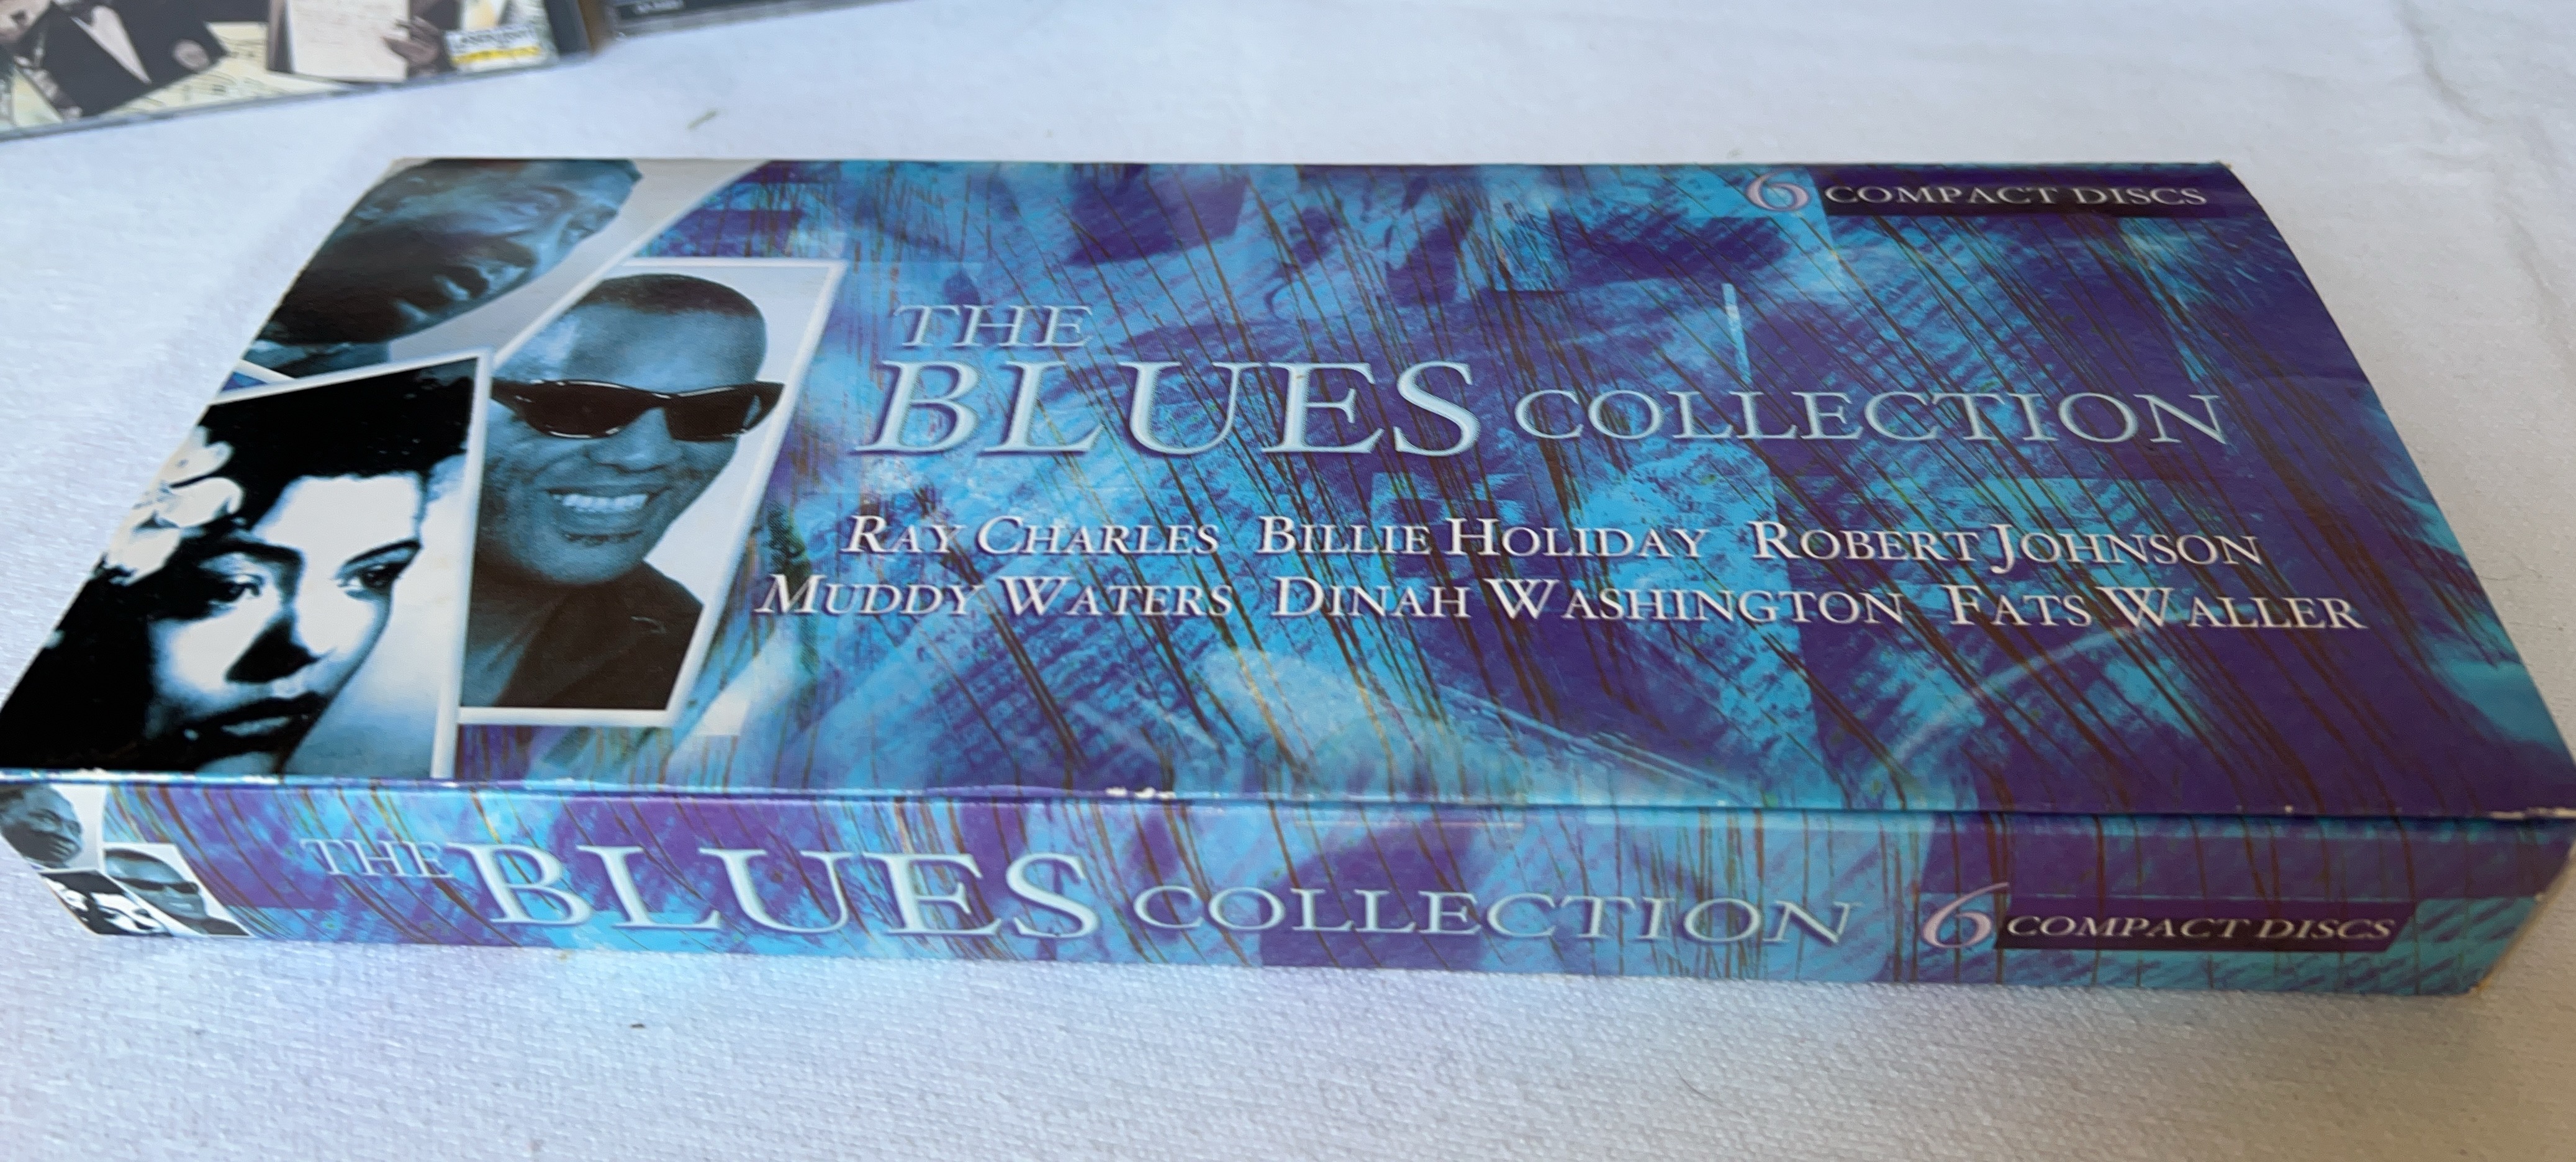 6 COMPACT DISCS
THE
BLUES COLLECTION
RAY CHARLES BILLIE HOLIDAY ROBERT JOHNSON
MUDDY WATERS DINAH WASHINGTON FATS WALLER
THE BLUES COLLECTION 6 COMPACT DISCS